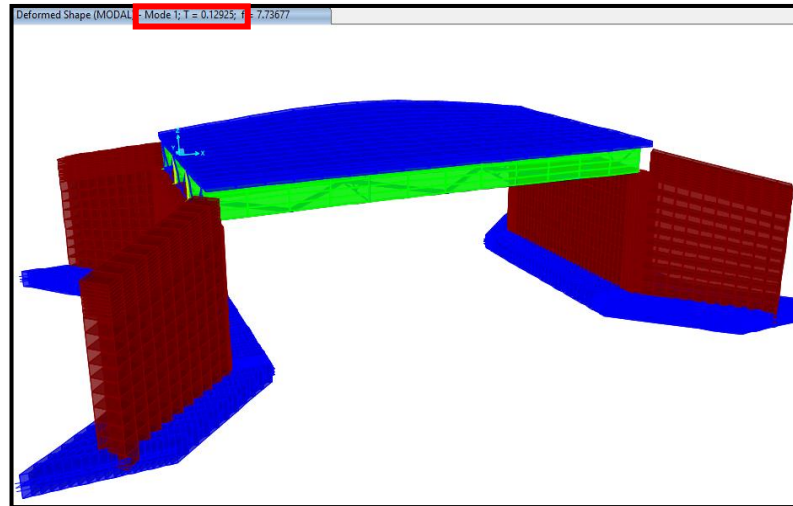 Deformed Shape (MODAL) - Mode 1; T = 0.12925; f = 7.73677
Z
Y
X